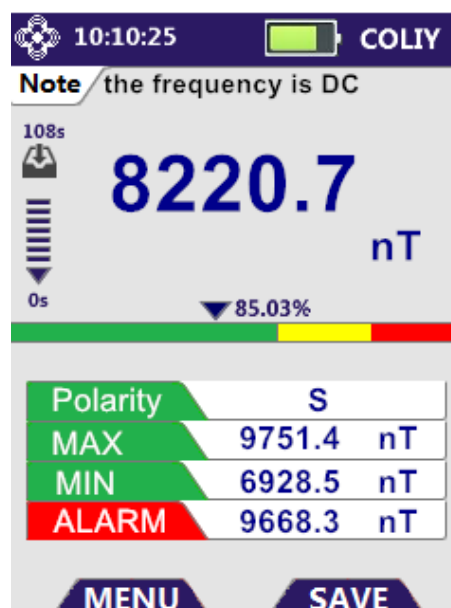 10:10:25 COLIY
Note the frequency is DC
108s
8220.7
nT
0s
85.03%
Polarity S
MAX 9751.4 nT
MIN 6928.5 nT
ALARM 9668.3 nT
MENU SAVE